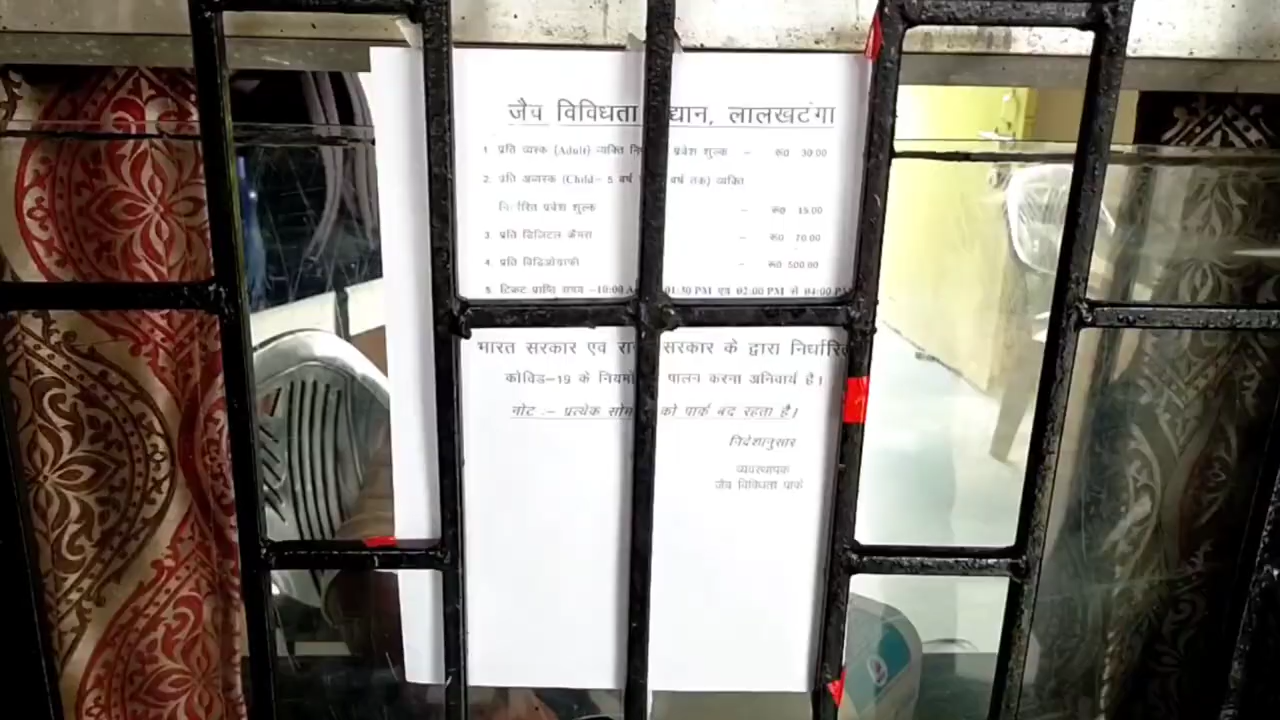 जैव विविधता द्यान, लालखटंगा
1. प्रति व्यस्क (Adult) व्यक्ति नि प्रवेश शुल्क – रू0 30.00
2. प्रति अव्यस्क (Child– 5 वर्ष वर्ष तक) व्यक्ति
निर्धारित प्रवेश शुल्क – रू0 15.00
3. प्रति डिजिटल कैमरा – रू0 70.00
4. प्रति विडिओग्राफी – रू0 500.00
5. टिकट प्राप्ति समय –10:00 A 01:30 PM एवं 02:00 PM से 04:00 PM
भारत सरकार एवं रा सरकार के द्वारा निर्धारित
कोविड–19 के नियमो पालन करना अनिवार्य है।
नोट :– प्रत्येक सोम को पार्क बंद रहता है।
निदेशानुसार
व्यवस्थापक
जैव विविधता पार्क